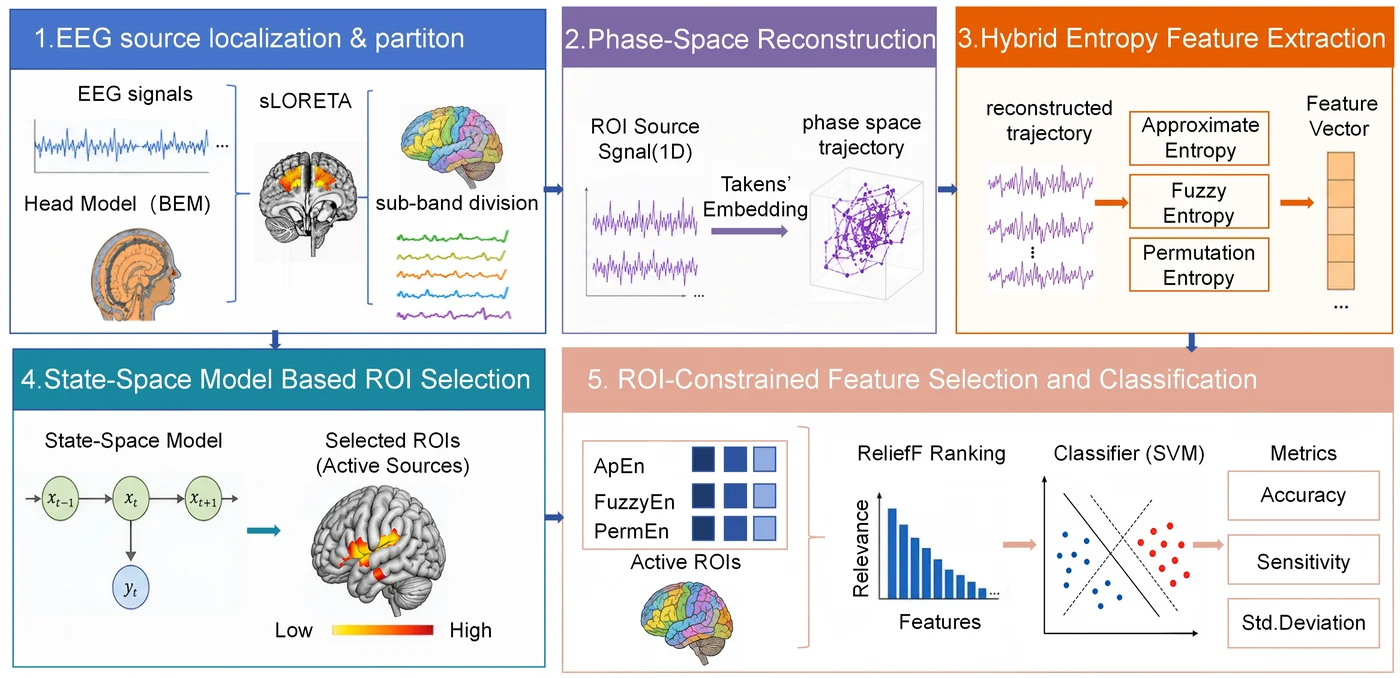 1.EEG source localization & partiton
EEG signals
...
Head Model（BEM)
sLORETA
sub-band division
2.Phase-Space Reconstruction
ROI Source
Sgnal(1D)
...
Takens’
Embedding
phase space
trajectory
3.Hybrid Entropy Feature Extraction
reconstructed
trajectory
Approximate
Entropy
Fuzzy
Entropy
Permutation
Entropy
Feature
Vector
...
4.State-Space Model Based ROI Selection
State-Space Model
xₜ₋₁
xₜ
xₜ₊₁
yₜ
Selected ROIs
(Active Sources)
Low
High
5. ROI-Constrained Feature Selection and Classification
ApEn
FuzzyEn
PermEn
Active ROIs
ReliefF Ranking
Relevance
...
Features
Classifier (SVM)
Metrics
Accuracy
Sensitivity
Std.Deviation